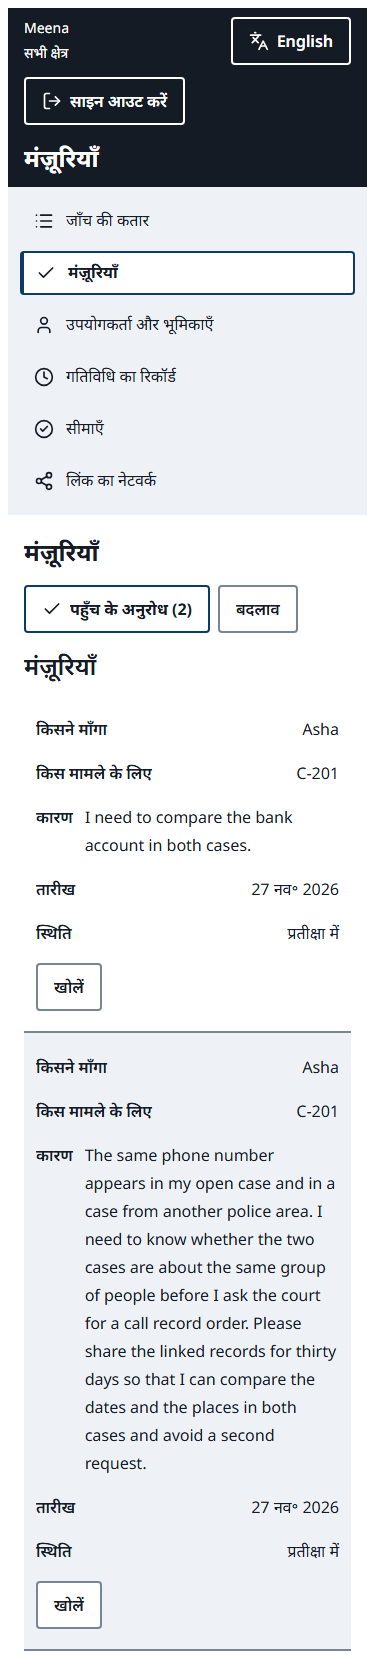 Meena
सभी क्षेत्र
English
साइन आउट करें
मंज़ूरियाँ
जाँच की कतार
मंज़ूरियाँ
उपयोगकर्ता और भूमिकाएँ
गतिविधि का रिकॉर्ड
सीमाएँ
लिंक का नेटवर्क
मंज़ूरियाँ
पहुँच के अनुरोध (2)
बदलाव
मंज़ूरियाँ
किसने माँगा Asha
किस मामले के लिए C-201
कारण I need to compare the bank
account in both cases.
तारीख 27 नव॰ 2026
स्थिति प्रतीक्षा में
खोलें
किसने माँगा Asha
किस मामले के लिए C-201
कारण The same phone number
appears in my open case and in a
case from another police area. I
need to know whether the two
cases are about the same group
of people before I ask the court
for a call record order. Please
share the linked records for thirty
days so that I can compare the
dates and the places in both
cases and avoid a second
request.
तारीख 27 नव॰ 2026
स्थिति प्रतीक्षा में
खोलें